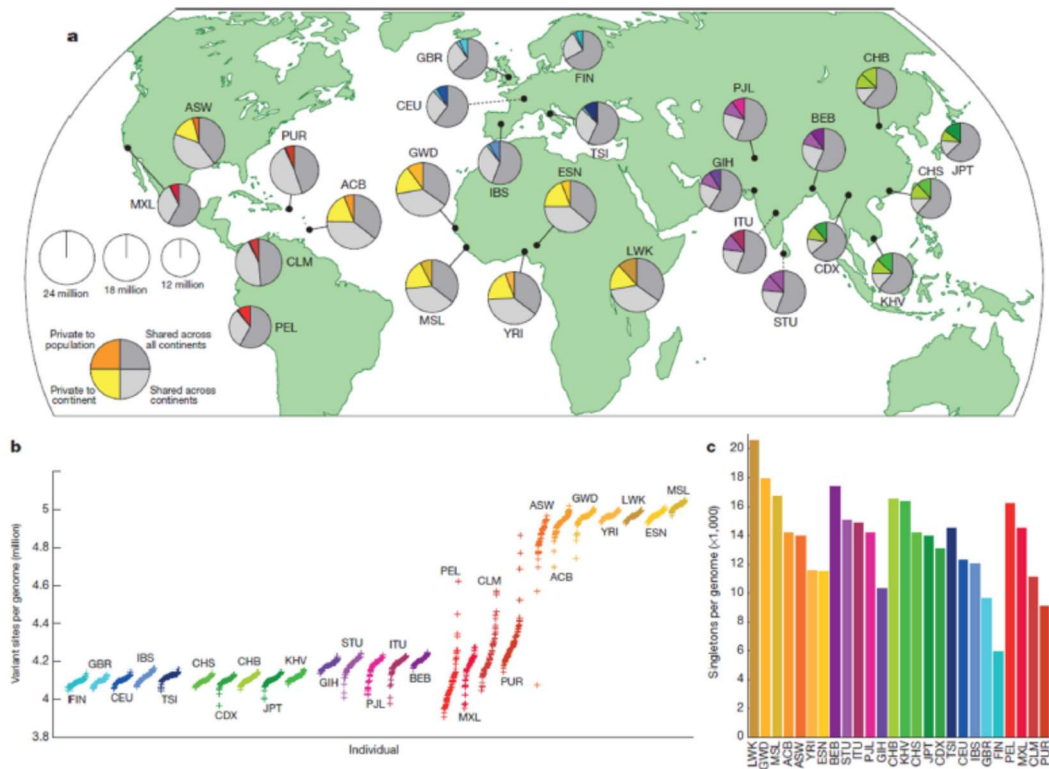 a
GBR
FIN
CHB
CEU
PJL
ASW
TSI
BEB
PUR
JPT
GWD
IBS
ESN
GIH
CHS
MXL
ACB
ITU
LWK
CDX
CLM
KHV
24 million
18 million
12 million
MSL
YRI
STU
PEL
Private to
population
Shared across
all continents
Private to
continent
Shared across
continents
b
Variant sites per genome (million)
5
4.8
4.6
4.4
4.2
4
3.8
FIN
GBR
CEU
IBS
TSI
CHS
CDX
CHB
JPT
KHV
GIH
STU
PJL
ITU
BEB
PEL
MXL
CLM
PUR
ASW
ACB
GWD
YRI
LWK
ESN
MSL
Individual
c
Singletons per genome (×1,000)
20
18
16
14
12
10
8
6
4
2
0
LWK
GWD
MSL
ACB
ASW
YRI
ESN
BEB
STU
ITU
PJL
GIH
CHB
KHV
CHS
JPT
CDX
TSI
CEU
IBS
GBR
FIN
PEL
MXL
CLM
PUR